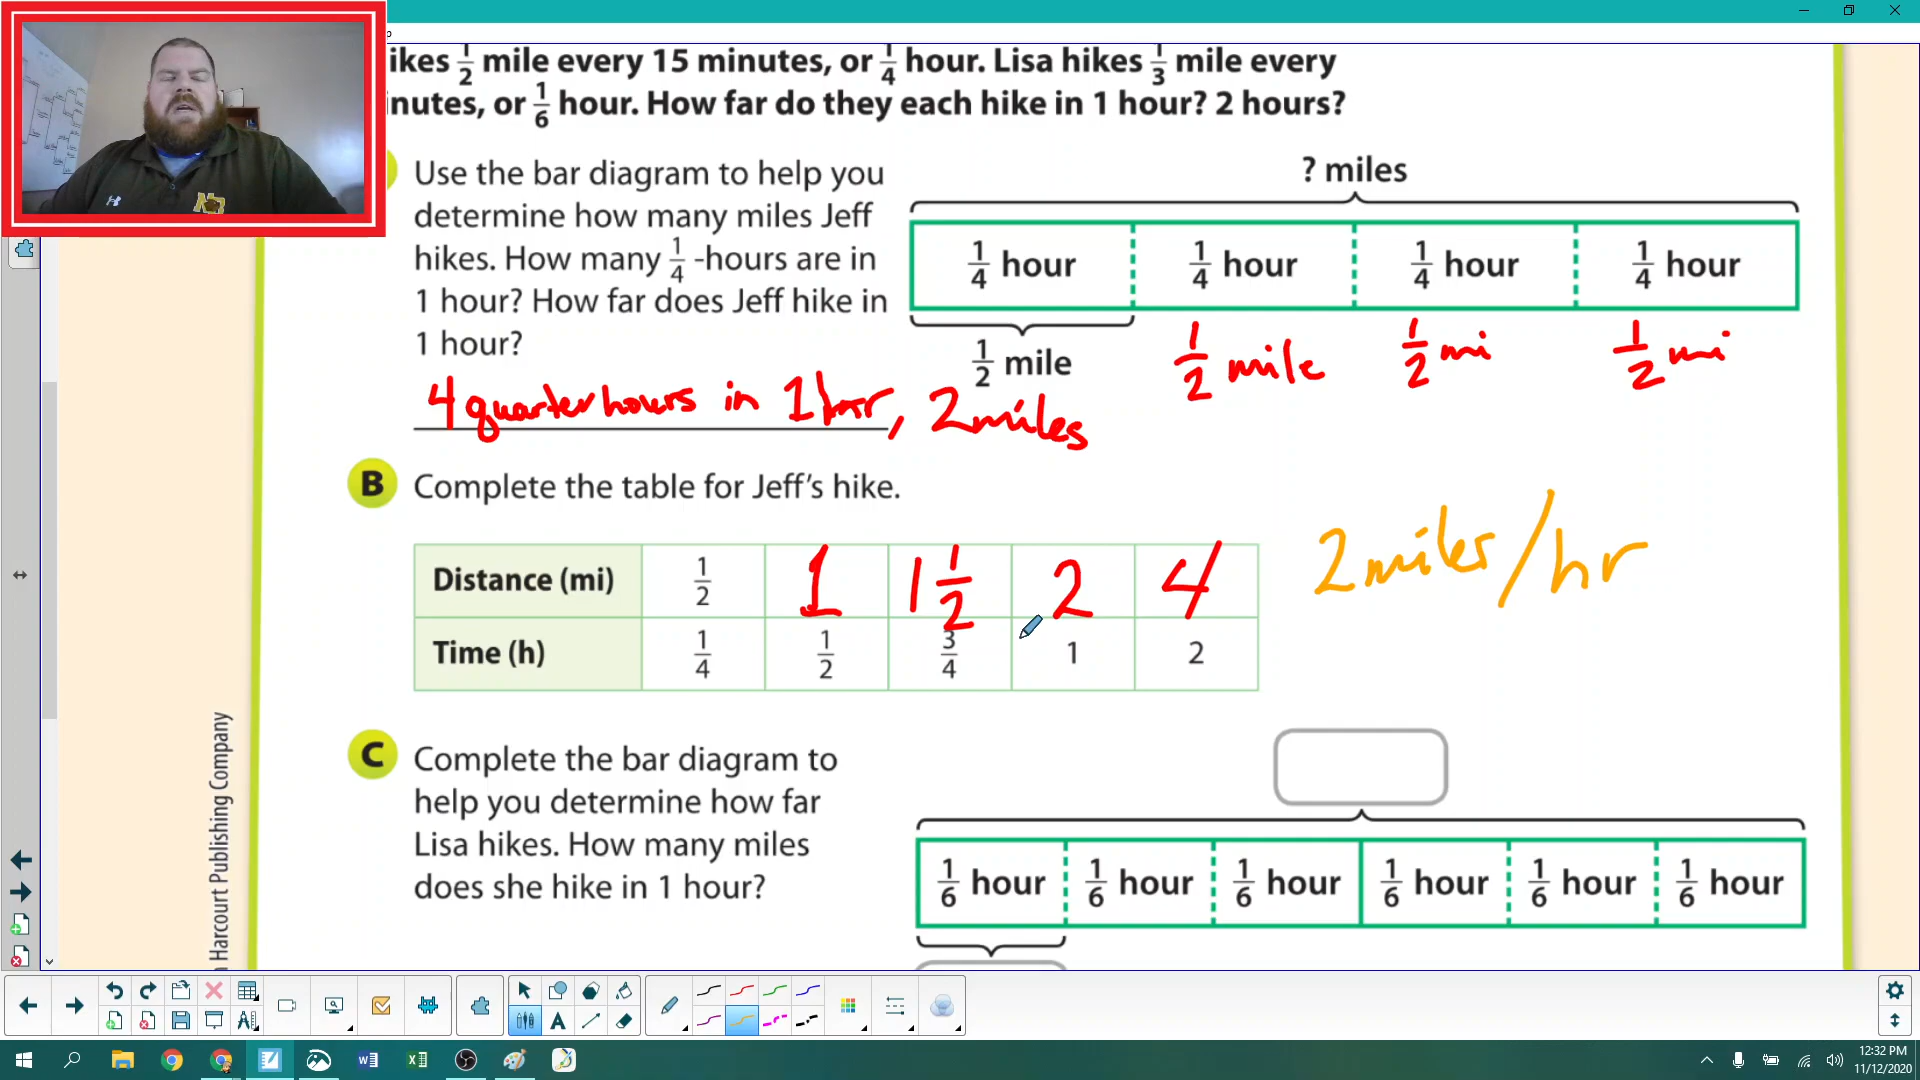 ikes 1/2 mile every 15 minutes, or 1/4 hour. Lisa hikes 1/3 mile every
inutes, or 1/6 hour. How far do they each hike in 1 hour? 2 hours?
Use the bar diagram to help you
determine how many miles Jeff
hikes. How many 1/4 -hours are in
1 hour? How far does Jeff hike in
1 hour?
? miles
1/4 hour 1/4 hour 1/4 hour 1/4 hour
1/2 mile 1/2 mile 1/2 mi 1/2 mi
4 quarter hours in 1 hr, 2 miles
B Complete the table for Jeff's hike.
Distance (mi) 1/2 1 1 1/2 2 4
Time (h) 1/4 1/2 3/4 1 2
2 miles/hr
C Complete the bar diagram to
help you determine how far
Lisa hikes. How many miles
does she hike in 1 hour?
1/6 hour 1/6 hour 1/6 hour 1/6 hour 1/6 hour 1/6 hour
Harcourt Publishing Company
12:32 PM
11/12/2020